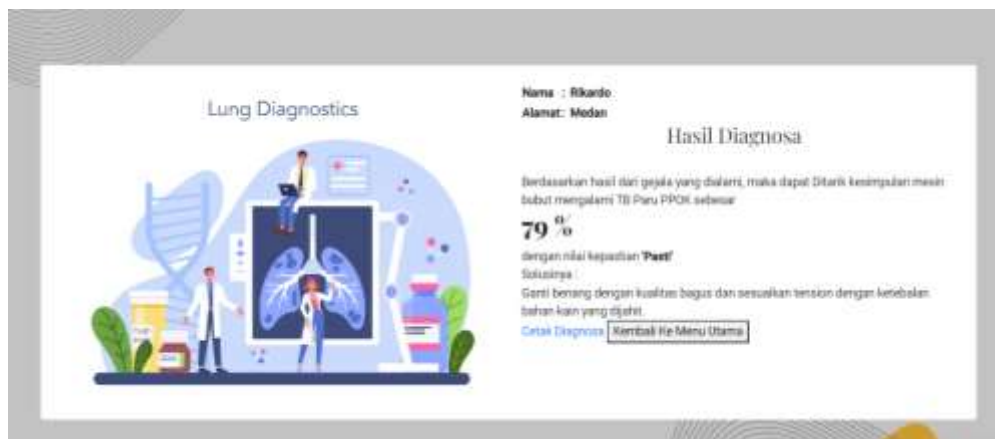 Lung Diagnostics
Nama : Rikardo
Alamat: Medan
Hasil Diagnosa
Berdasarkan hasil dari gejala yang dialami, maka dapat Ditarik kesimpulan mesin
bubut mengalami TB Paru PPOK sebesar
79 %
dengan nilai kepastian 'Pasti'
Solusinya :
Ganti benang dengan kualitas bagus dan sesuaikan tension dengan ketebalan
bahan kain yang dijahit.
Cetak Diagnosa Kembali Ke Menu Utama